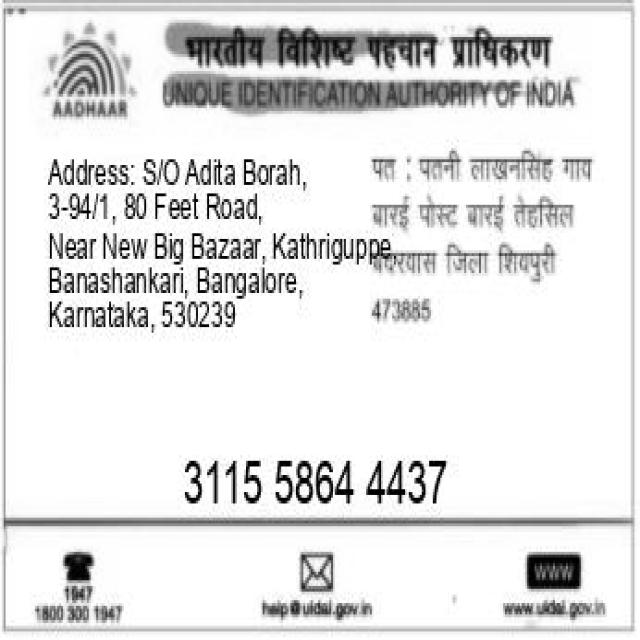 भारतीय विशिष्ट पहचान प्राधिकरण
UNIQUE IDENTIFICATION AUTHORITY OF INDIA
AADHAAR
Address: S/O Adita Borah,
3-94/1, 80 Feet Road,
Near New Big Bazaar, Kathriguppe,
Banashankari, Bangalore,
Karnataka, 530239
पत : पतनी लाखनसिंह गाव
बारई पोस्ट बारई तेहसिल
जिला शिवपुरी
473885
3115 5864 4437
1947
1800 300 1947
help@uidai.gov.in
WWW
www.uidai.gov.in